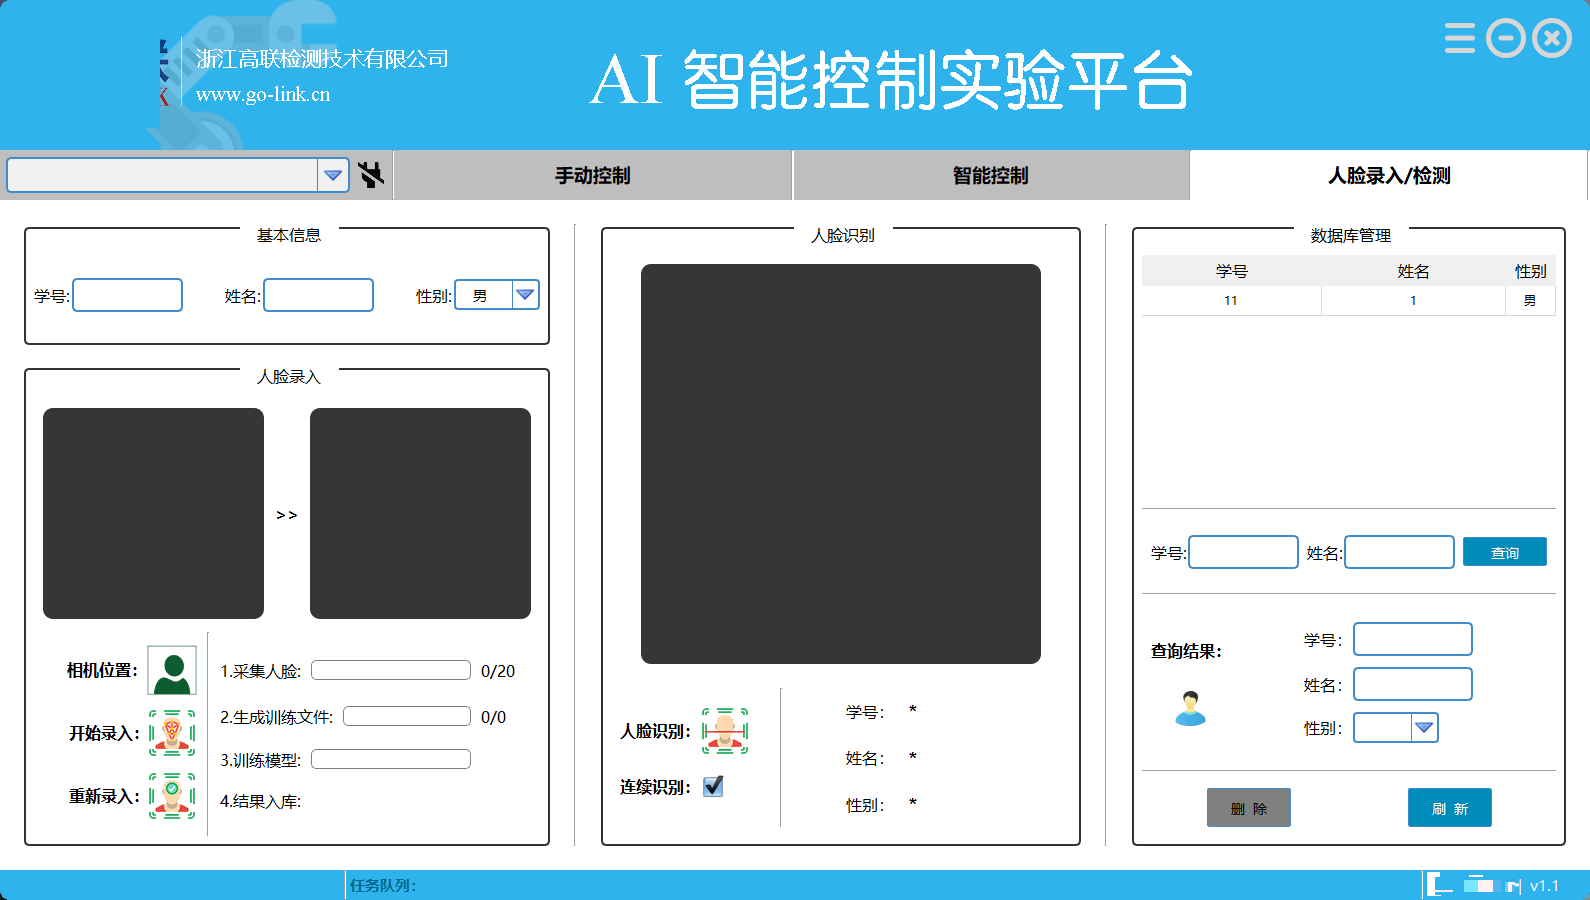 浙江高联检测技术有限公司
www.go-link.cn
AI 智能控制实验平台
手动控制
智能控制
人脸录入/检测
基本信息
学号:
姓名:
性别: 男
人脸录入
>>
相机位置：
开始录入：
重新录入：
1.采集人脸: 0/20
2.生成训练文件: 0/0
3.训练模型:
4.结果入库:
人脸识别
人脸识别：
连续识别：
学号： *
姓名： *
性别： *
数据库管理
学号 姓名 性别
11 1 男
学号: 姓名: 查询
查询结果：
学号：
姓名：
性别：
删 除
刷 新
任务队列：
v1.1